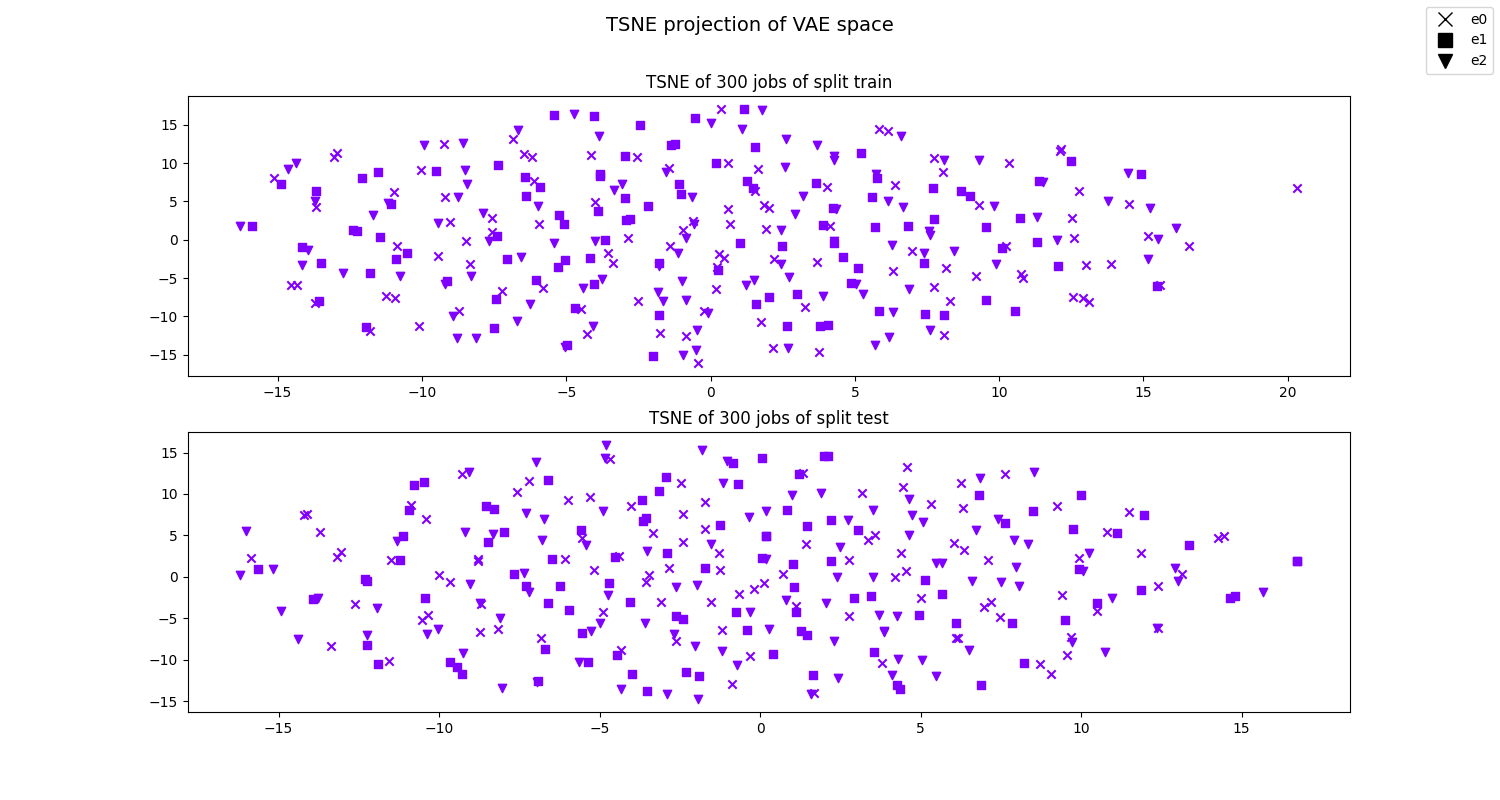 TSNE projection of VAE space
e0
e1
e2
TSNE of 300 jobs of split train
15
10
5
0
−5
−10
−15
−15 −10 −5 0 5 10 15 20
TSNE of 300 jobs of split test
15
10
5
0
−5
−10
−15
−15 −10 −5 0 5 10 15